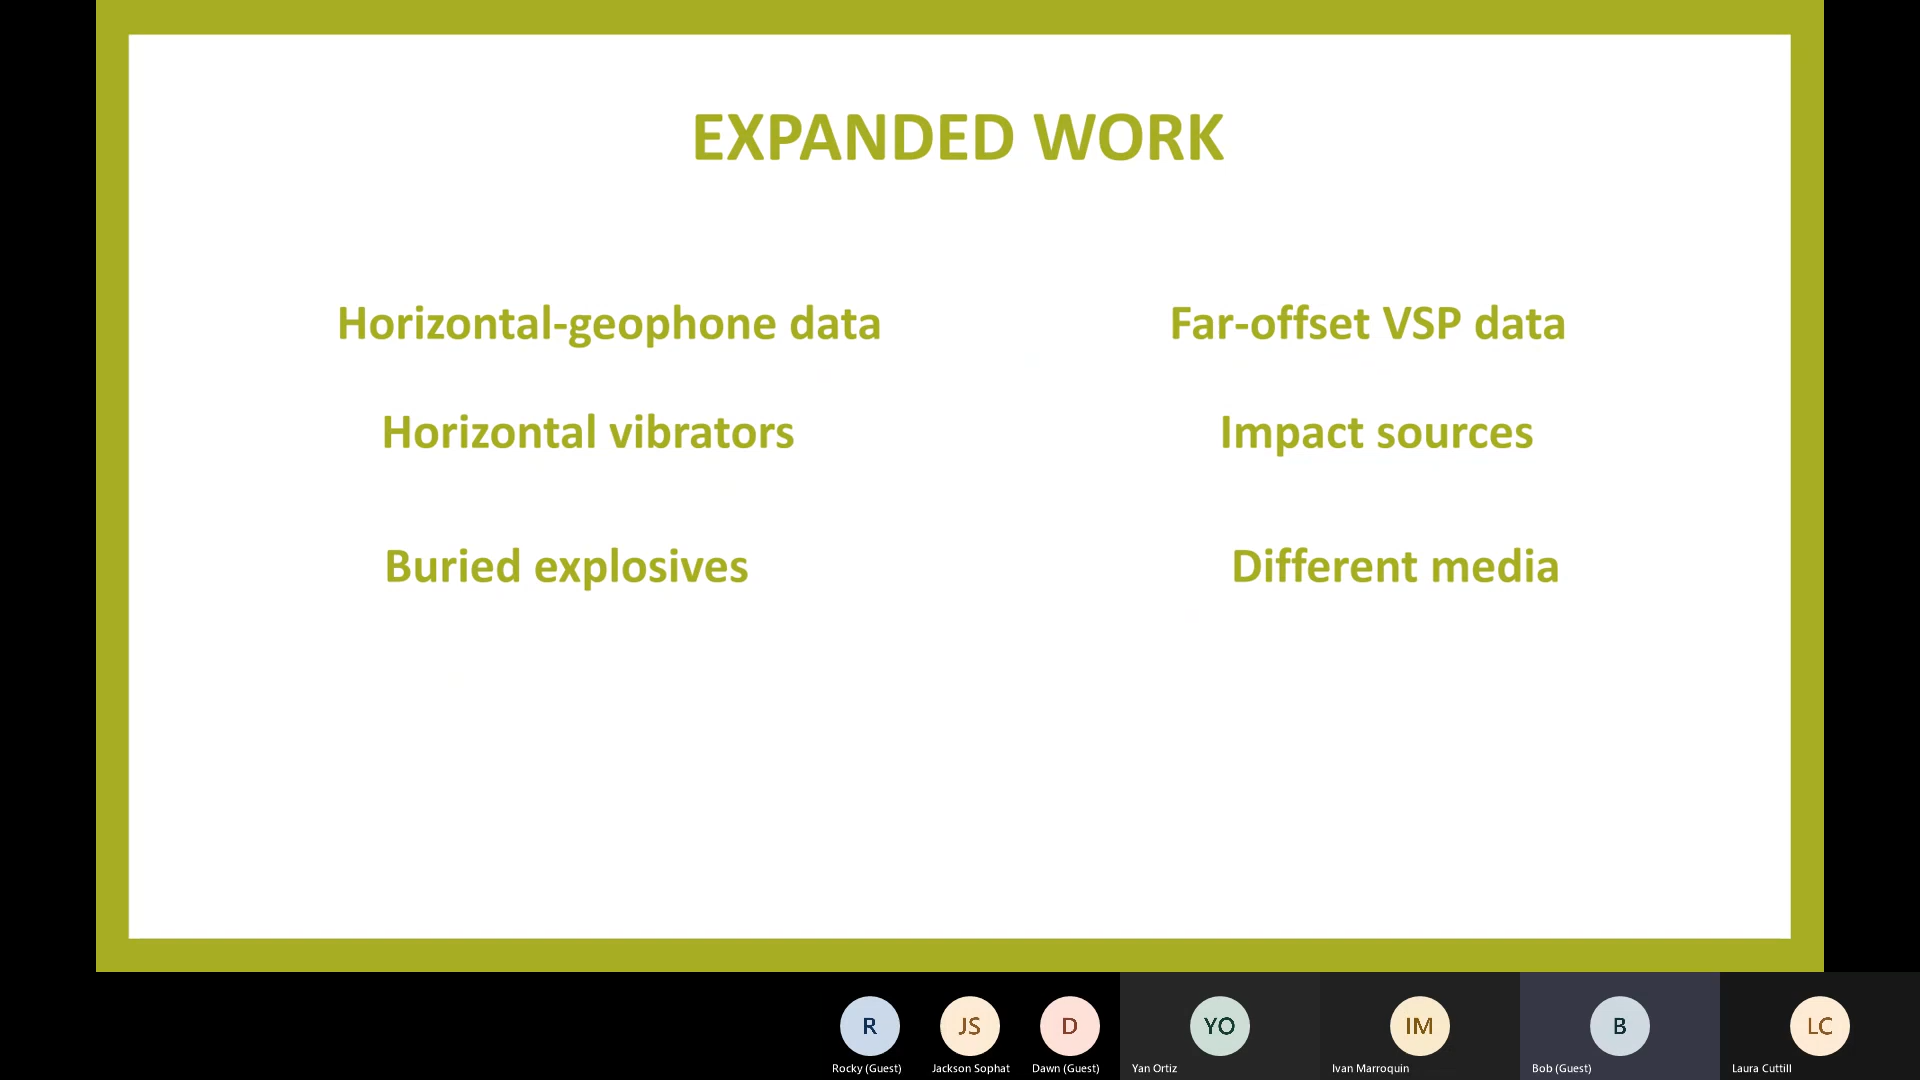 EXPANDED WORK
Horizontal-geophone data
Far-offset VSP data
Horizontal vibrators
Impact sources
Buried explosives
Different media
R
JS
D
YO
IM
B
LC
Rocky (Guest)
Jackson Sophat
Dawn (Guest)
Yan Ortiz
Ivan Marroquin
Bob (Guest)
Laura Cuttill